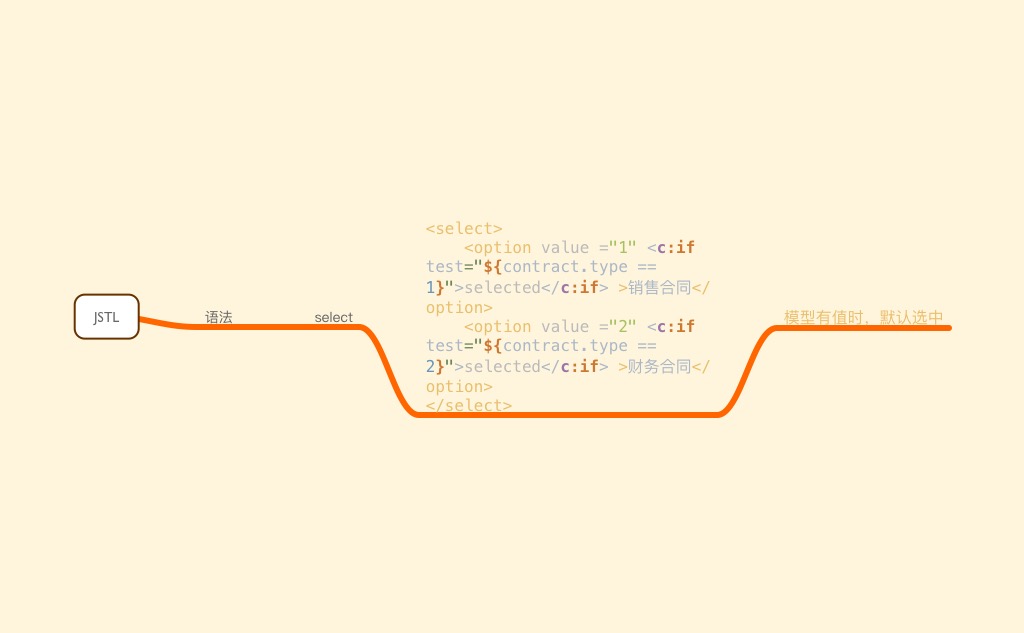 JSTL
语法
select
<select>
    <option value ="1" <c:if
test="${contract.type ==
1}">selected</c:if> >销售合同</
option>
    <option value ="2" <c:if
test="${contract.type ==
2}">selected</c:if> >财务合同</
option>
</select>
模型有值时，默认选中